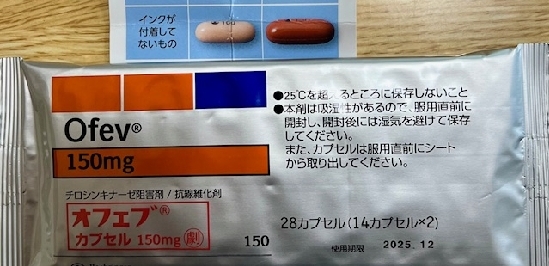 インクが
付着して
ないもの
Ofev®
150mg
チロシンキナーゼ阻害剤 / 抗線維化剤
オフェブ®
カプセル 150mg 劇
150
●25℃を超えるところに保存しないこと
●本剤は吸湿性があるので、服用直前に
開封し、開封後には湿気を避けて保存
してください。
また、カプセルは服用直前にシート
から取り出してください。
28カプセル(14カプセル×2)
使用期限 2025.12